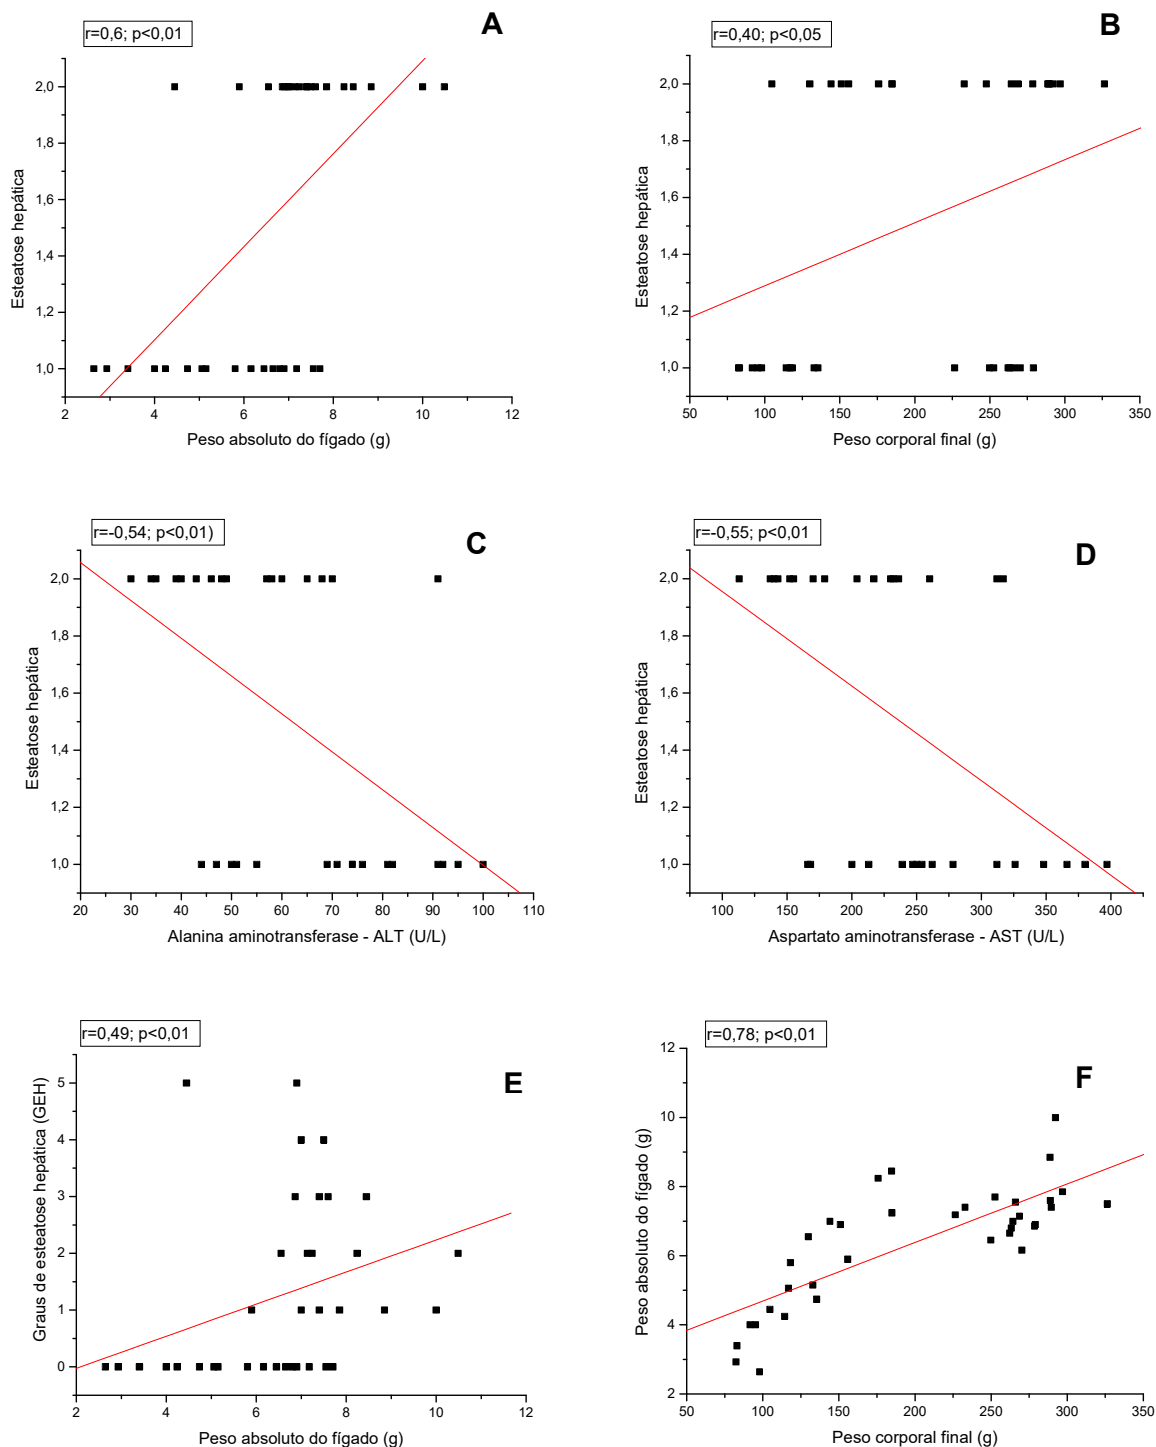 r=0,6; p<0,01
A
2,0
1,8
1,6
1,4
1,2
1,0
Esteatose hepática
2 4 6 8 10 12
Peso absoluto do fígado (g)
r=0,40; p<0,05
B
2,0
1,8
1,6
1,4
1,2
1,0
Esteatose hepática
50 100 150 200 250 300 350
Peso corporal final (g)
r=-0,54; p<0,01)
C
2,0
1,8
1,6
1,4
1,2
1,0
Esteatose hepática
20 30 40 50 60 70 80 90 100 110
Alanina aminotransferase - ALT (U/L)
r=-0,55; p<0,01
D
2,0
1,8
1,6
1,4
1,2
1,0
Esteatose hepática
100 150 200 250 300 350 400
Aspartato aminotransferase - AST (U/L)
r=0,49; p<0,01
E
5
4
3
2
1
0
Graus de esteatose hepática (GEH)
2 4 6 8 10 12
Peso absoluto do fígado (g)
r=0,78; p<0,01
F
12
10
8
6
4
2
Peso absoluto do fígado (g)
50 100 150 200 250 300 350
Peso corporal final (g)